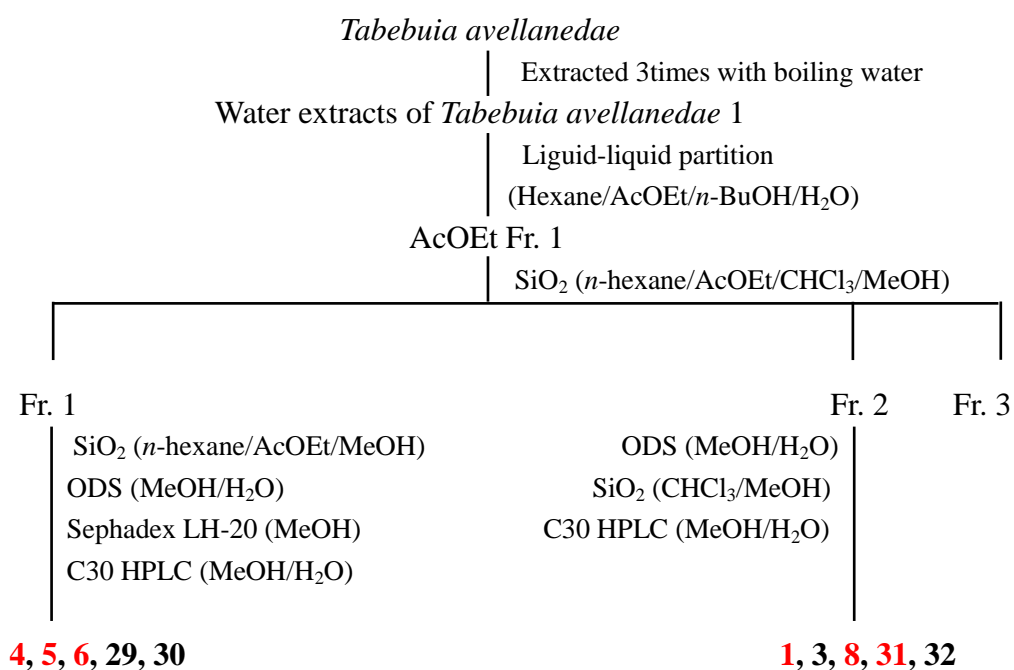 Tabebuia avellanedae
Extracted 3times with boiling water
Water extracts of Tabebuia avellanedae 1
Liguid-liquid partition
(Hexane/AcOEt/n-BuOH/H₂O)
AcOEt Fr. 1
SiO₂ (n-hexane/AcOEt/CHCl₃/MeOH)
Fr. 1
SiO₂ (n-hexane/AcOEt/MeOH)
ODS (MeOH/H₂O)
Sephadex LH-20 (MeOH)
C30 HPLC (MeOH/H₂O)
4, 5, 6, 29, 30
Fr. 2
ODS (MeOH/H₂O)
SiO₂ (CHCl₃/MeOH)
C30 HPLC (MeOH/H₂O)
1, 3, 8, 31, 32
Fr. 3